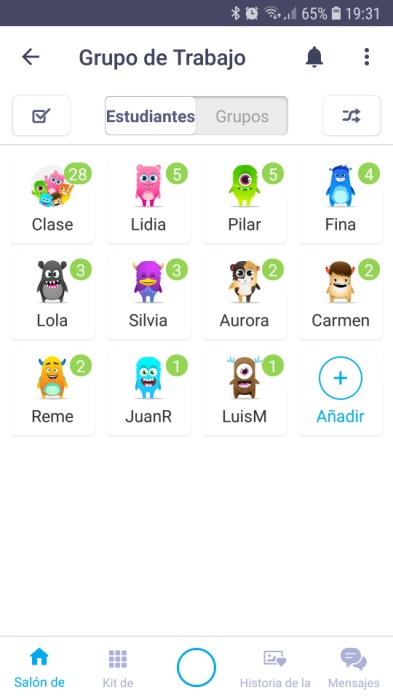 65% 19:31
Grupo de Trabajo
Estudiantes Grupos
28 5 5 4
Clase Lidia Pilar Fina
3 3 2 2
Lola Silvia Aurora Carmen
2 1 1
Reme JuanR LuisM Añadir
Salón de Kit de Historia de la Mensajes